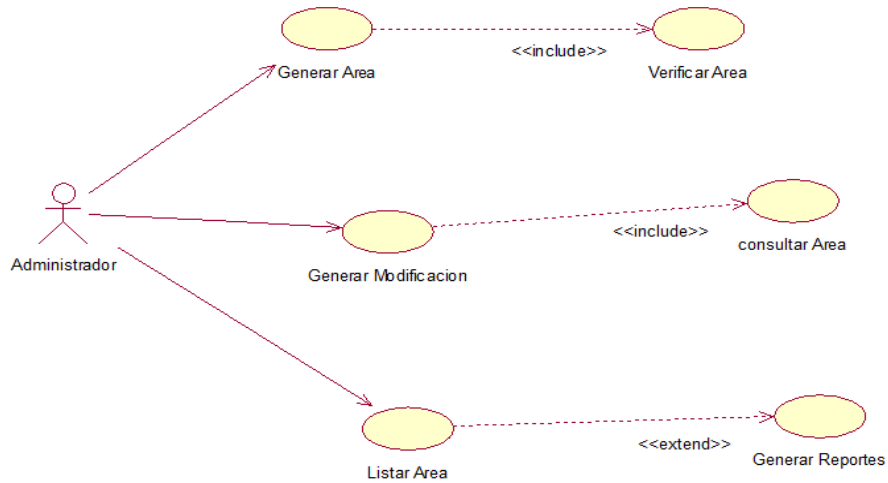 <<include>>
Generar Area
Verificar Area
<<include>>
consultar Area
Administrador
Generar Modificacion
<<extend>>
Generar Reportes
Listar Area